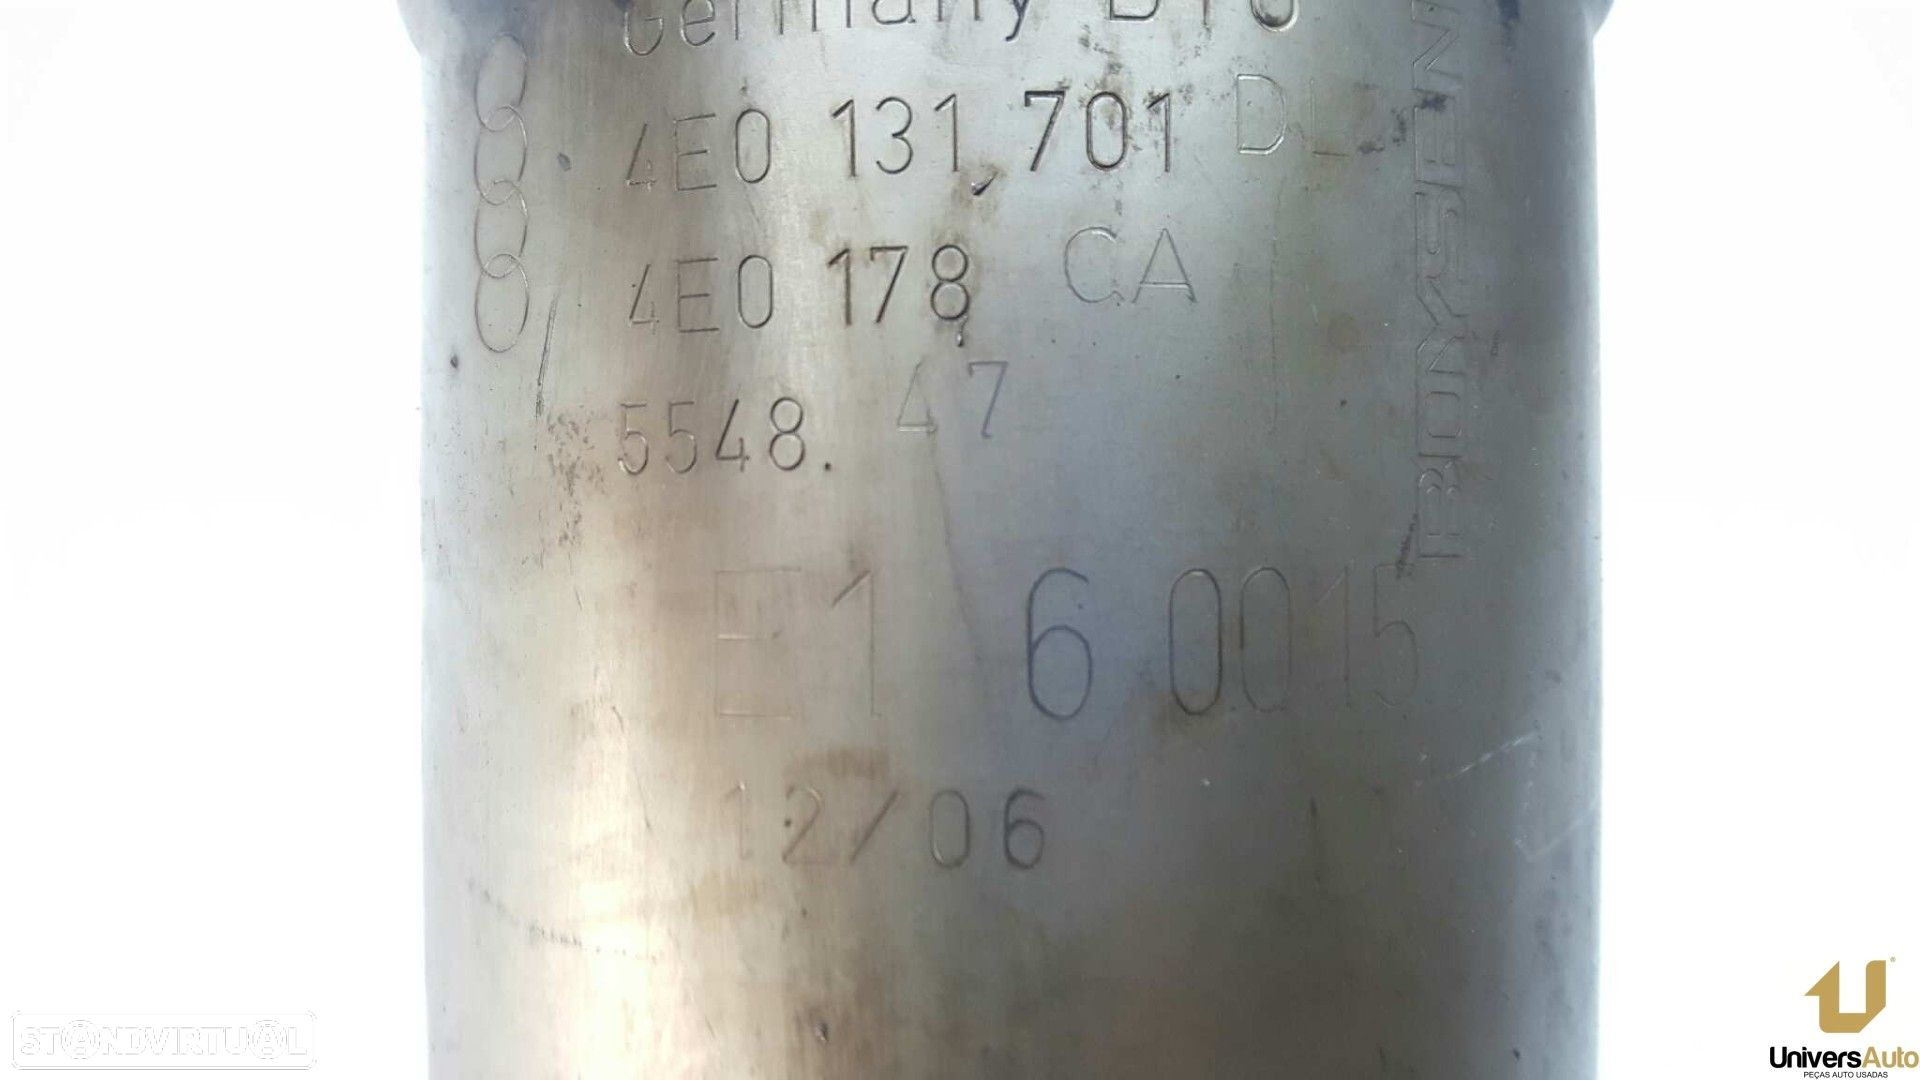 Germany
4E0 131 701 DL
4E0 178 CA
5548. 47
E1 6 0015
12/06
BOYSEN
STANDVIRTUAL
UniversAuto
PEÇAS AUTO USADAS